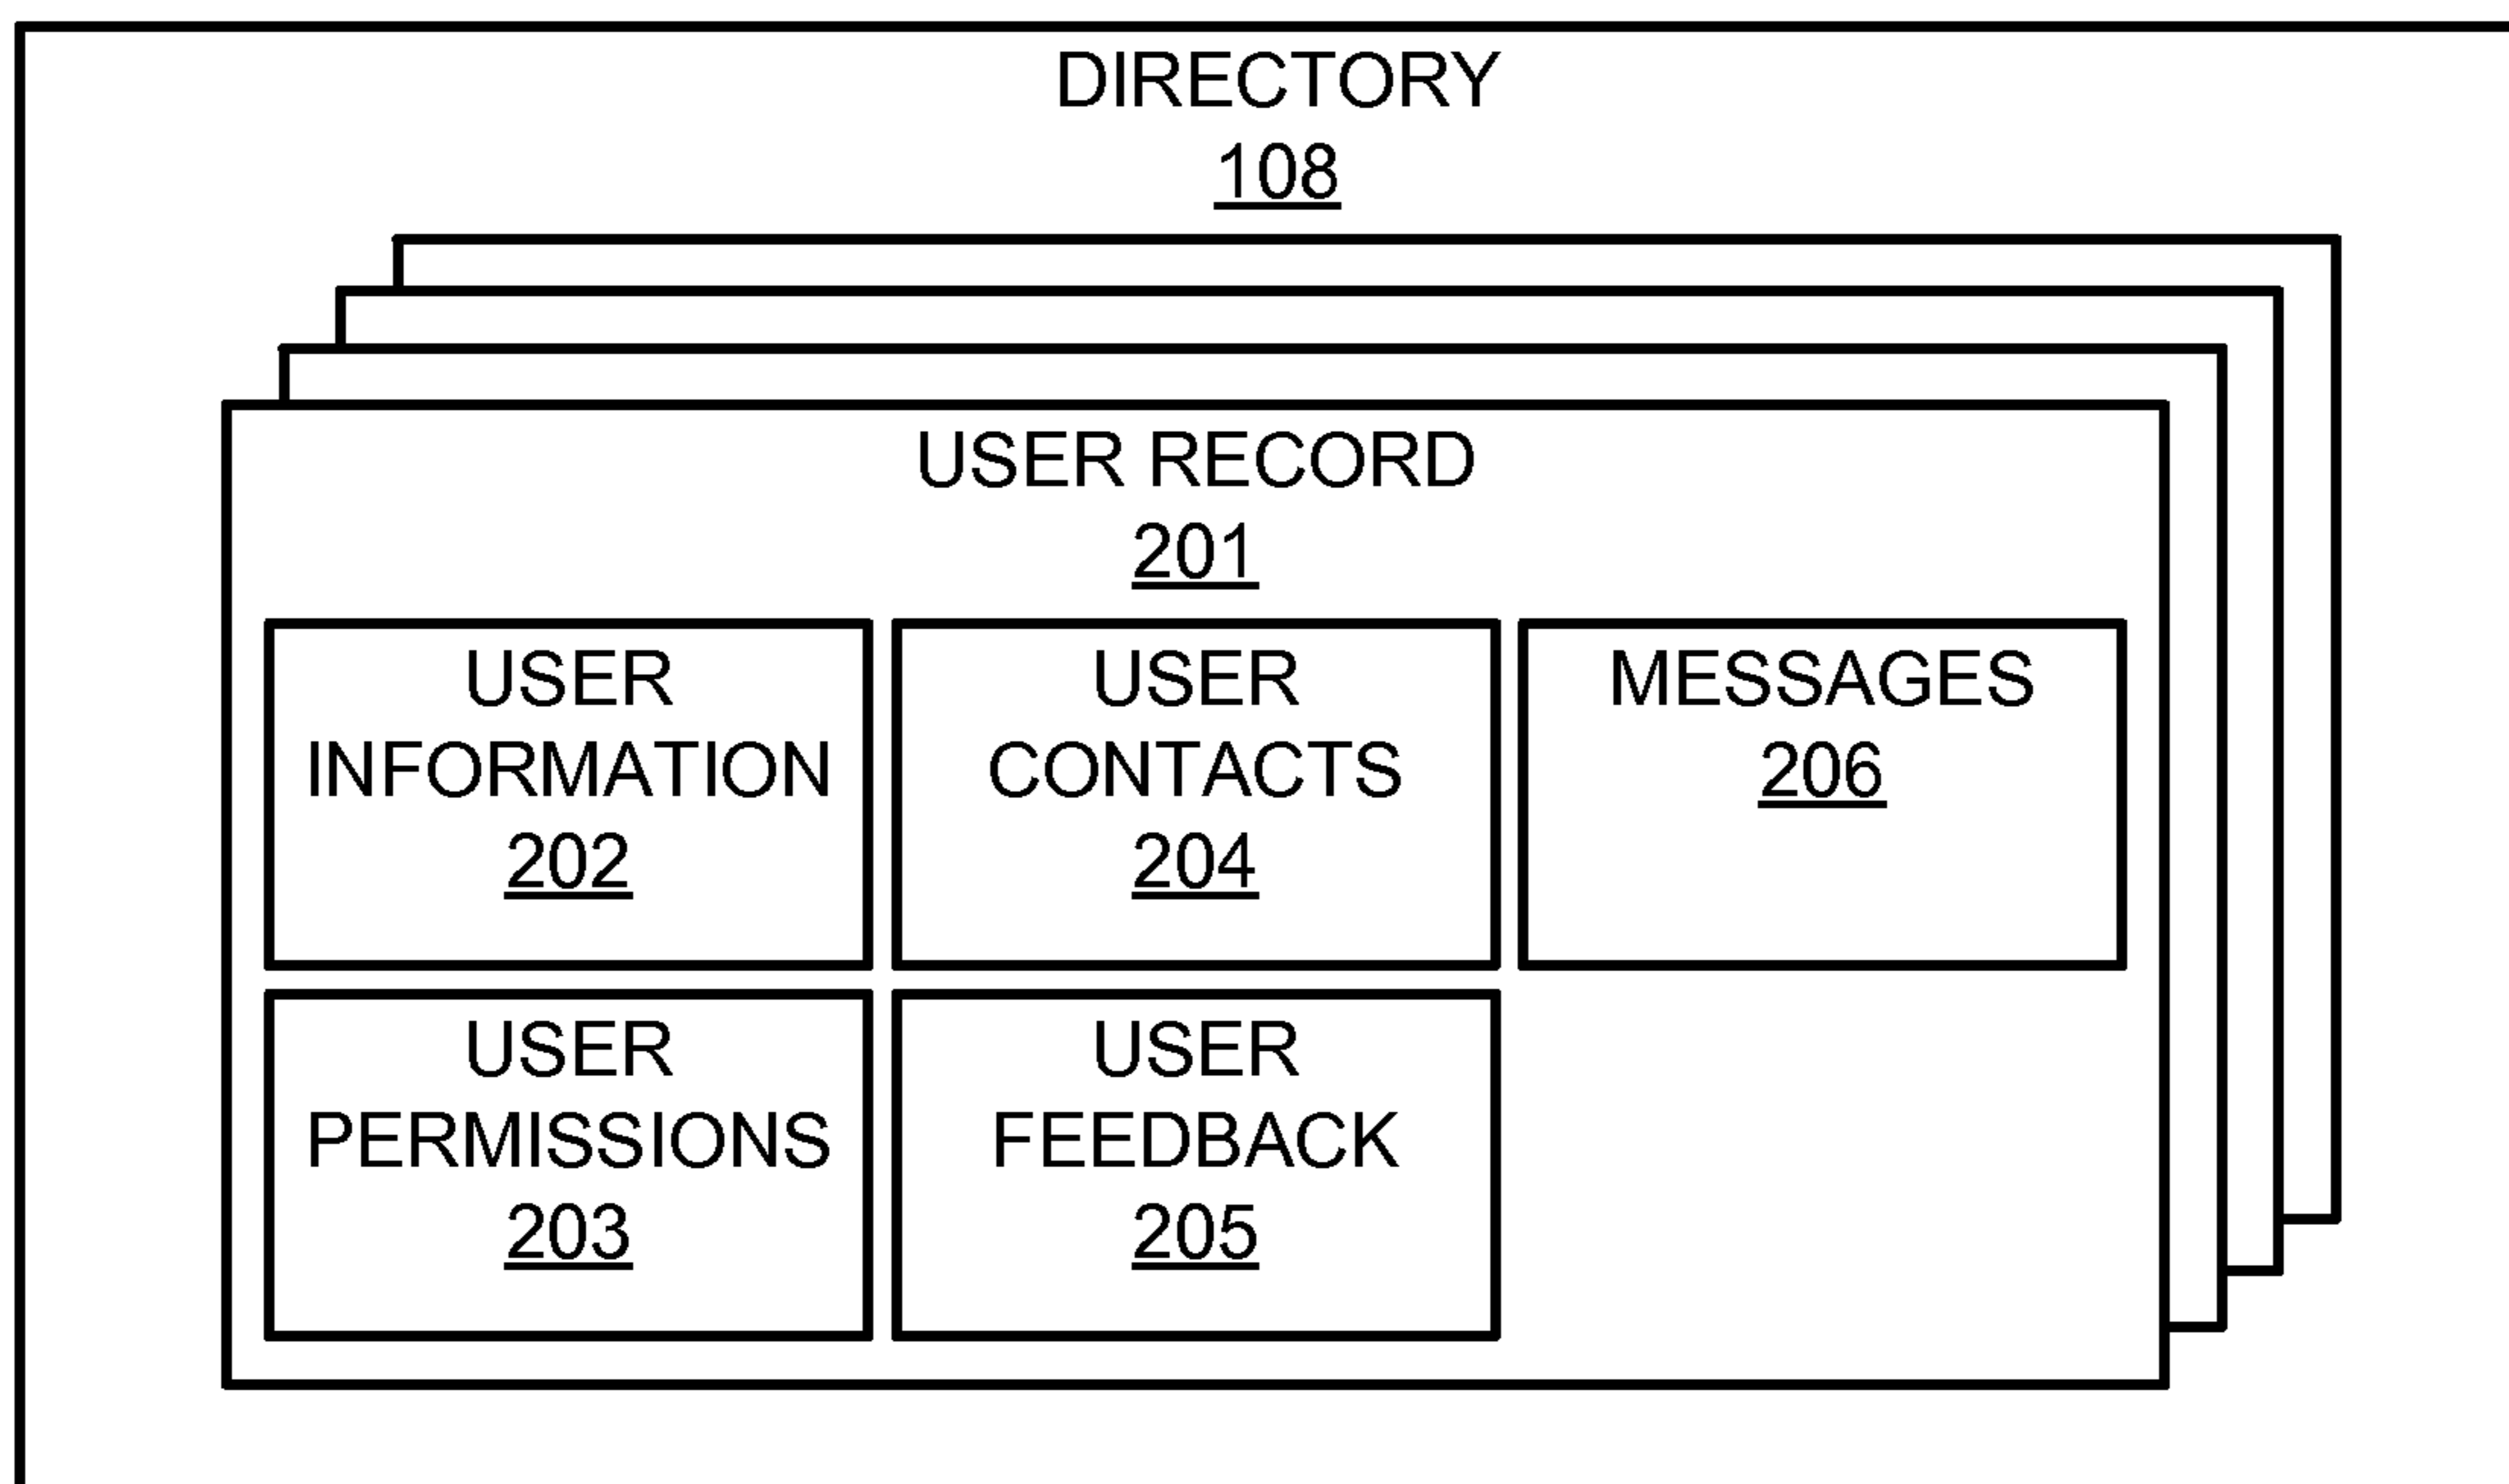 DIRECTORY
108
USER RECORD
201
USER
INFORMATION
202
USER
CONTACTS
204
MESSAGES
206
USER
PERMISSIONS
203
USER
FEEDBACK
205